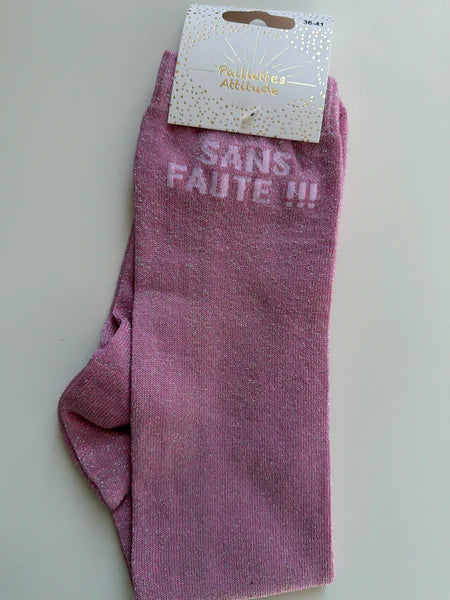 36-41
Paillettes
Attitude
SANS
FAUTE !!!